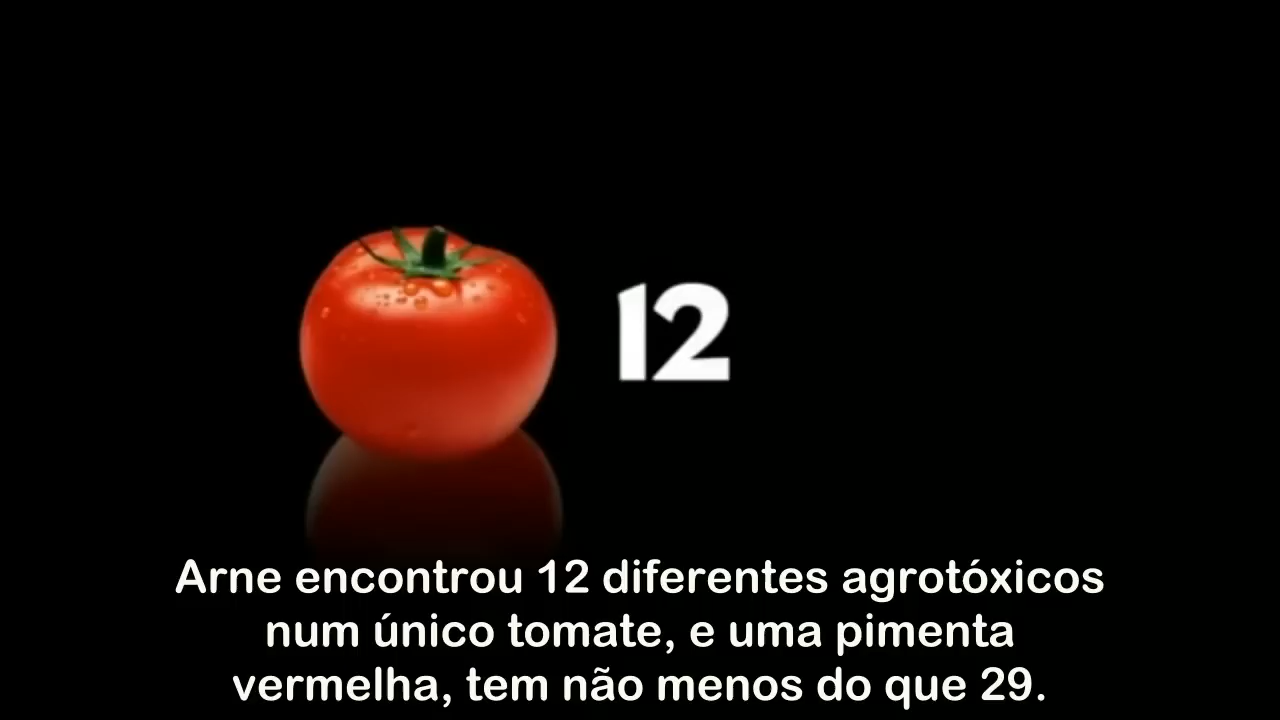 12
Arne encontrou 12 diferentes agrotóxicos
num único tomate, e uma pimenta
vermelha, tem não menos do que 29.